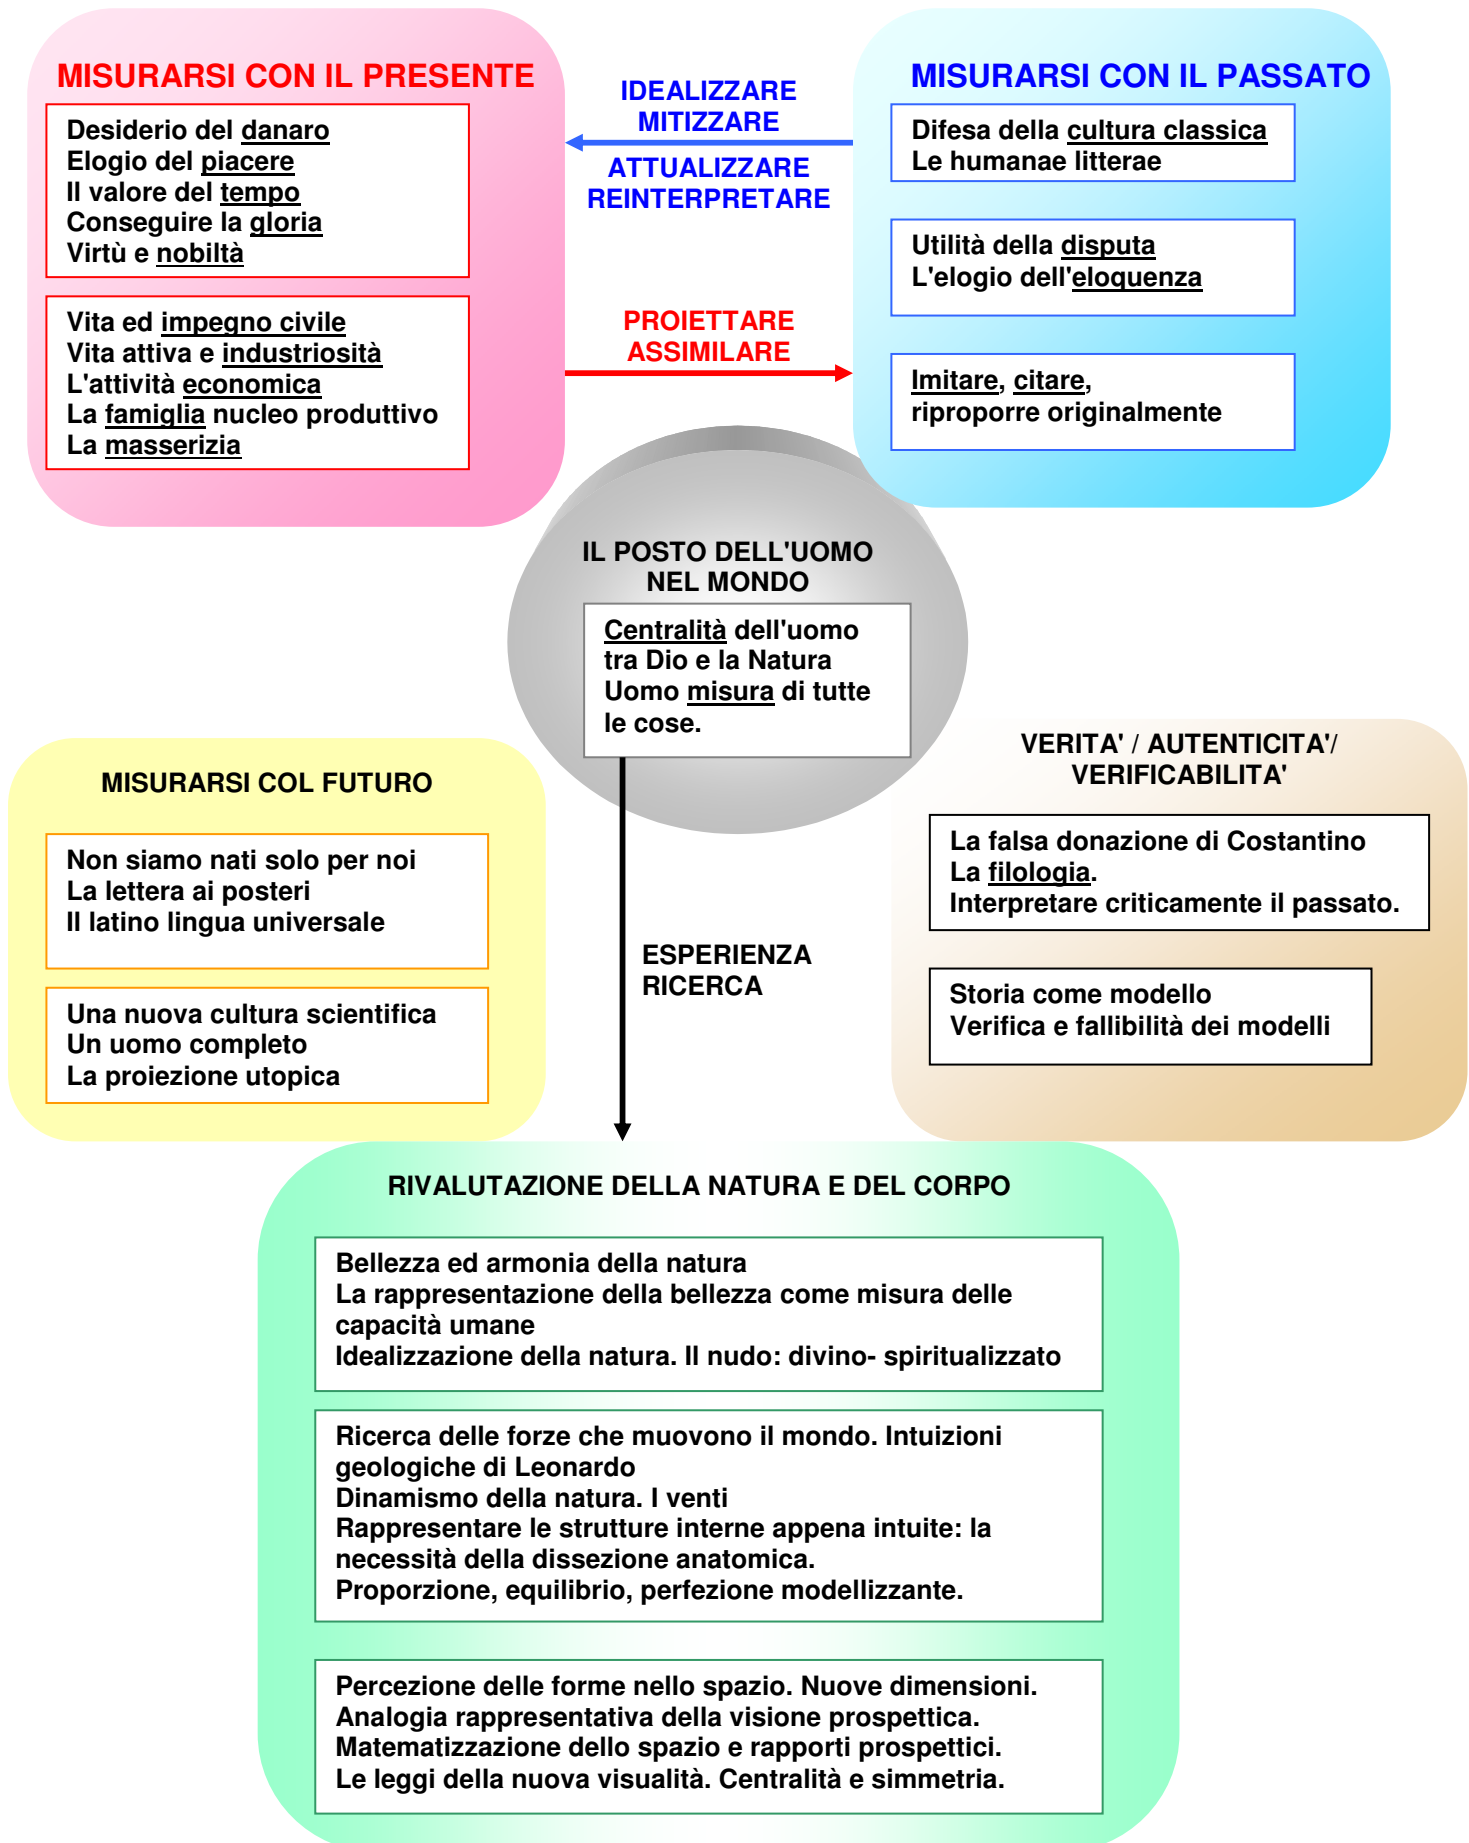 MISURARSI CON IL PRESENTE
Desiderio del danaro
Elogio del piacere
Il valore del tempo
Conseguire la gloria
Virtù e nobiltà
Vita ed impegno civile
Vita attiva e industriosità
L'attività economica
La famiglia nucleo produttivo
La masserizia
IDEALIZZARE
MITIZZARE
ATTUALIZZARE
REINTERPRETARE
PROIETTARE
ASSIMILARE
MISURARSI CON IL PASSATO
Difesa della cultura classica
Le humanae litterae
Utilità della disputa
L'elogio dell'eloquenza
Imitare, citare,
riproporre originalmente
IL POSTO DELL'UOMO
NEL MONDO
Centralità dell'uomo
tra Dio e la Natura
Uomo misura di tutte
le cose.
MISURARSI COL FUTURO
Non siamo nati solo per noi
La lettera ai posteri
Il latino lingua universale
Una nuova cultura scientifica
Un uomo completo
La proiezione utopica
ESPERIENZA
RICERCA
VERITA' / AUTENTICITA'/
VERIFICABILITA'
La falsa donazione di Costantino
La filologia.
Interpretare criticamente il passato.
Storia come modello
Verifica e fallibilità dei modelli
RIVALUTAZIONE DELLA NATURA E DEL CORPO
Bellezza ed armonia della natura
La rappresentazione della bellezza come misura delle
capacità umane
Idealizzazione della natura. Il nudo: divino- spiritualizzato
Ricerca delle forze che muovono il mondo. Intuizioni
geologiche di Leonardo
Dinamismo della natura. I venti
Rappresentare le strutture interne appena intuite: la
necessità della dissezione anatomica.
Proporzione, equilibrio, perfezione modellizzante.
Percezione delle forme nello spazio. Nuove dimensioni.
Analogia rappresentativa della visione prospettica.
Matematizzazione dello spazio e rapporti prospettici.
Le leggi della nuova visualità. Centralità e simmetria.